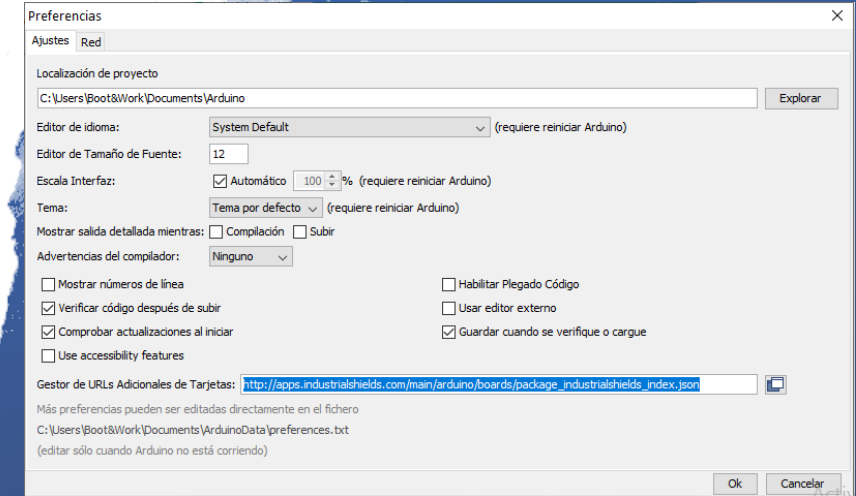 Preferencias
Ajustes Red
Localización de proyecto
C:\Users\Boot&Work\Documents\Arduino Explorar
Editor de idioma: System Default (requiere reiniciar Arduino)
Editor de Tamaño de Fuente: 12
Escala Interfaz: Automático 100 % (requiere reiniciar Arduino)
Tema: Tema por defecto (requiere reiniciar Arduino)
Mostrar salida detallada mientras: Compilación Subir
Advertencias del compilador: Ninguno
Mostrar números de línea Habilitar Plegado Código
Verificar código después de subir Usar editor externo
Comprobar actualizaciones al iniciar Guardar cuando se verifique o cargue
Use accessibility features
Gestor de URLs Adicionales de Tarjetas: http://apps.industrialshields.com/main/arduino/boards/package_industrialshields_index.json
Más preferencias pueden ser editadas directamente en el fichero
C:\Users\Boot&Work\Documents\ArduinoData\preferences.txt
(editar sólo cuando Arduino no está corriendo)
Ok Cancelar